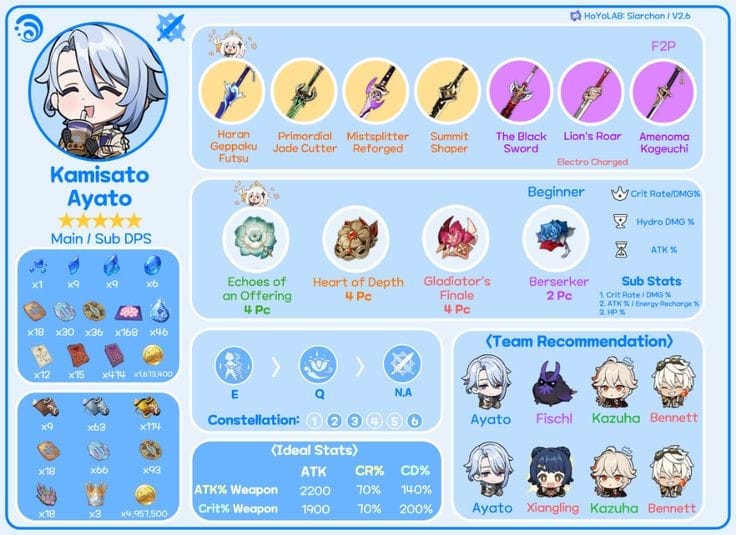 HoYoLAB: Siarchon / V2.6
Kamisato
Ayato
Main / Sub DPS
x1 x9 x9 x6
x18 x30 x36 x168 x46
x12 x15 x414 x1,673,400
x9 x63 x114
x18 x66 x93
x18 x3 x4,957,500
F2P
Haran Geppaku Futsu
Primordial Jade Cutter
Mistsplitter Reforged
Summit Shaper
The Black Sword
Lion's Roar
Electro Charged
Amenoma Kageuchi
Beginner
Echoes of an Offering
4 Pc
Heart of Depth
4 Pc
Gladiator's Finale
4 Pc
Berserker
2 Pc
Crit Rate/DMG%
Hydro DMG %
ATK %
Sub Stats
1. Crit Rate / DMG %
2. ATK % / Energy Recharge %
3. HP %
E > Q > N.A
Constellation: 1 2 3 4 5 6
〈Ideal Stats〉
ATK CR% CD%
ATK% Weapon 2200 70% 140%
Crit% Weapon 1900 70% 200%
〈Team Recommendation〉
Ayato Fischl Kazuha Bennett
Ayato Xiangling Kazuha Bennett